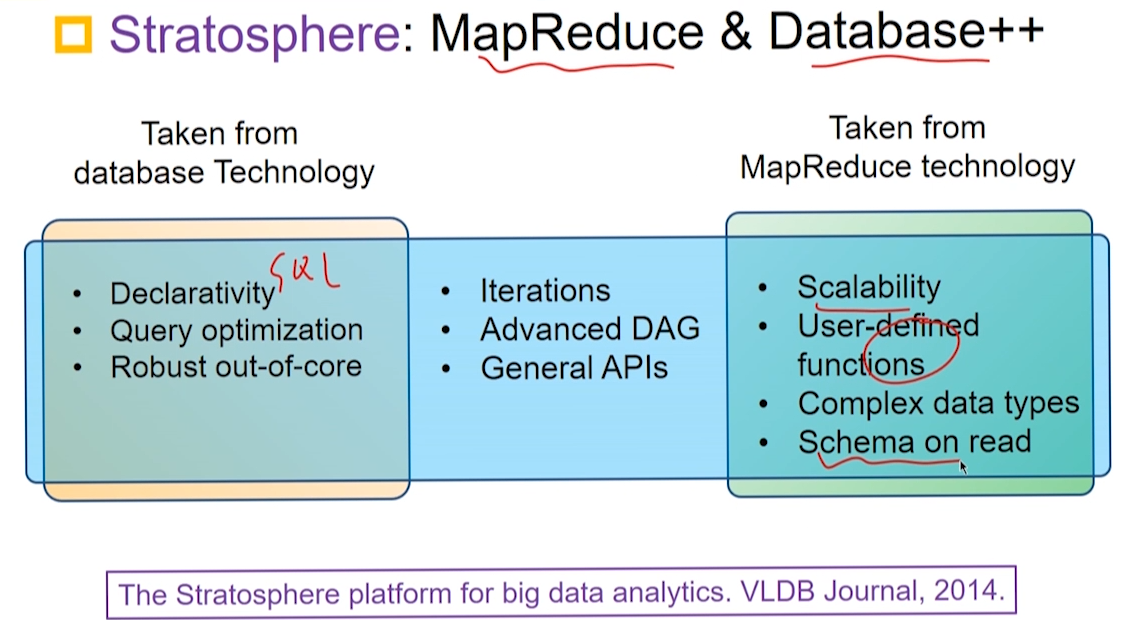 Stratosphere: MapReduce & Database++
Taken from
database Technology
Taken from
MapReduce technology
• Declarativity SQL
• Query optimization
• Robust out-of-core
• Iterations
• Advanced DAG
• General APIs
• Scalability
• User-defined
functions
• Complex data types
• Schema on read
The Stratosphere platform for big data analytics. VLDB Journal, 2014.